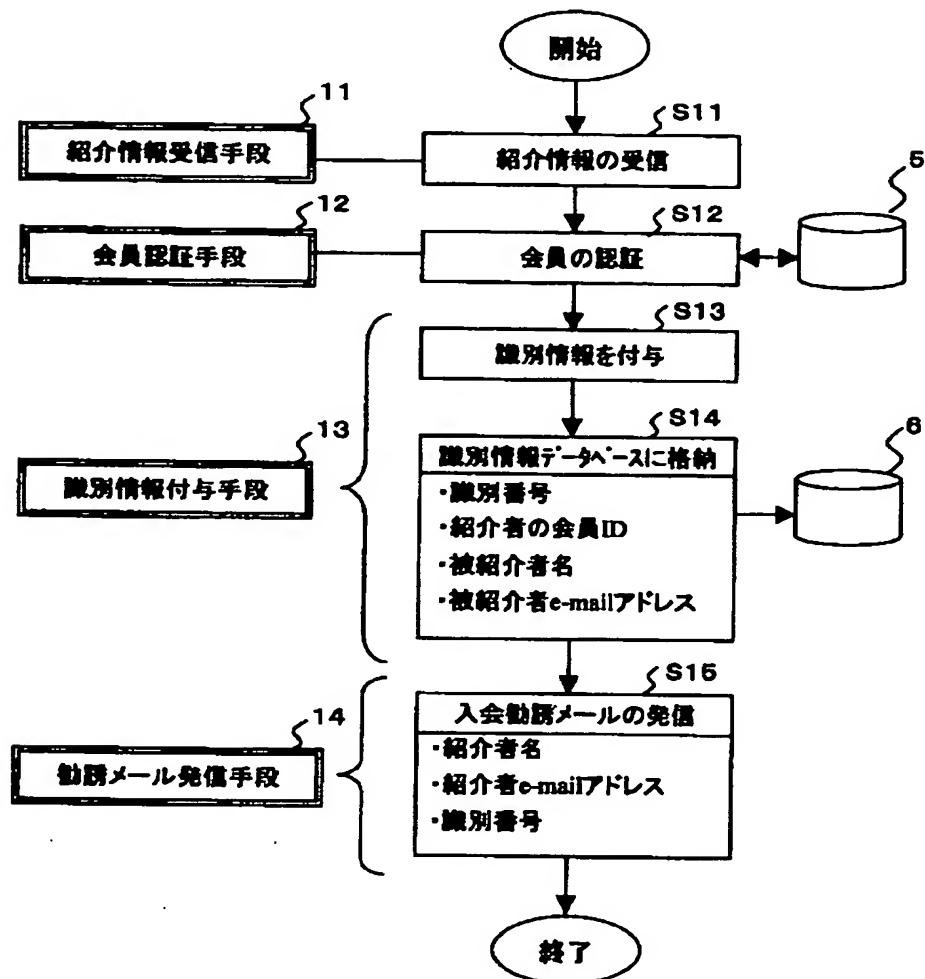 開始
11
S11
紹介情報受信手段
紹介情報の受信
5
12
S12
会員認証手段
会員の認証
S13
識別情報を付与
13
S14
6
識別情報付与手段
識別情報データベースに格納
・識別番号
・紹介者の会員ID
・被紹介者名
・被紹介者e-mailアドレス
14
S15
勧誘メール発信手段
入会勧誘メールの発信
・紹介者名
・紹介者e-mailアドレス
・識別番号
終了